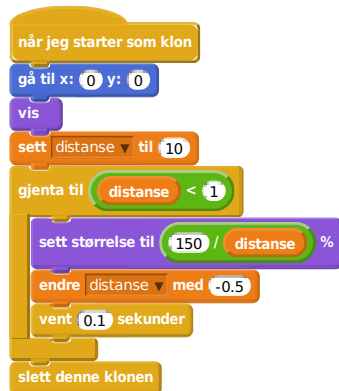 når jeg starter som klon
gå til x: 0 y: 0
vis
sett distanse til 10
gjenta til distanse < 1
sett størrelse til 150 / distanse %
endre distanse med -0.5
vent 0.1 sekunder
slett denne klonen